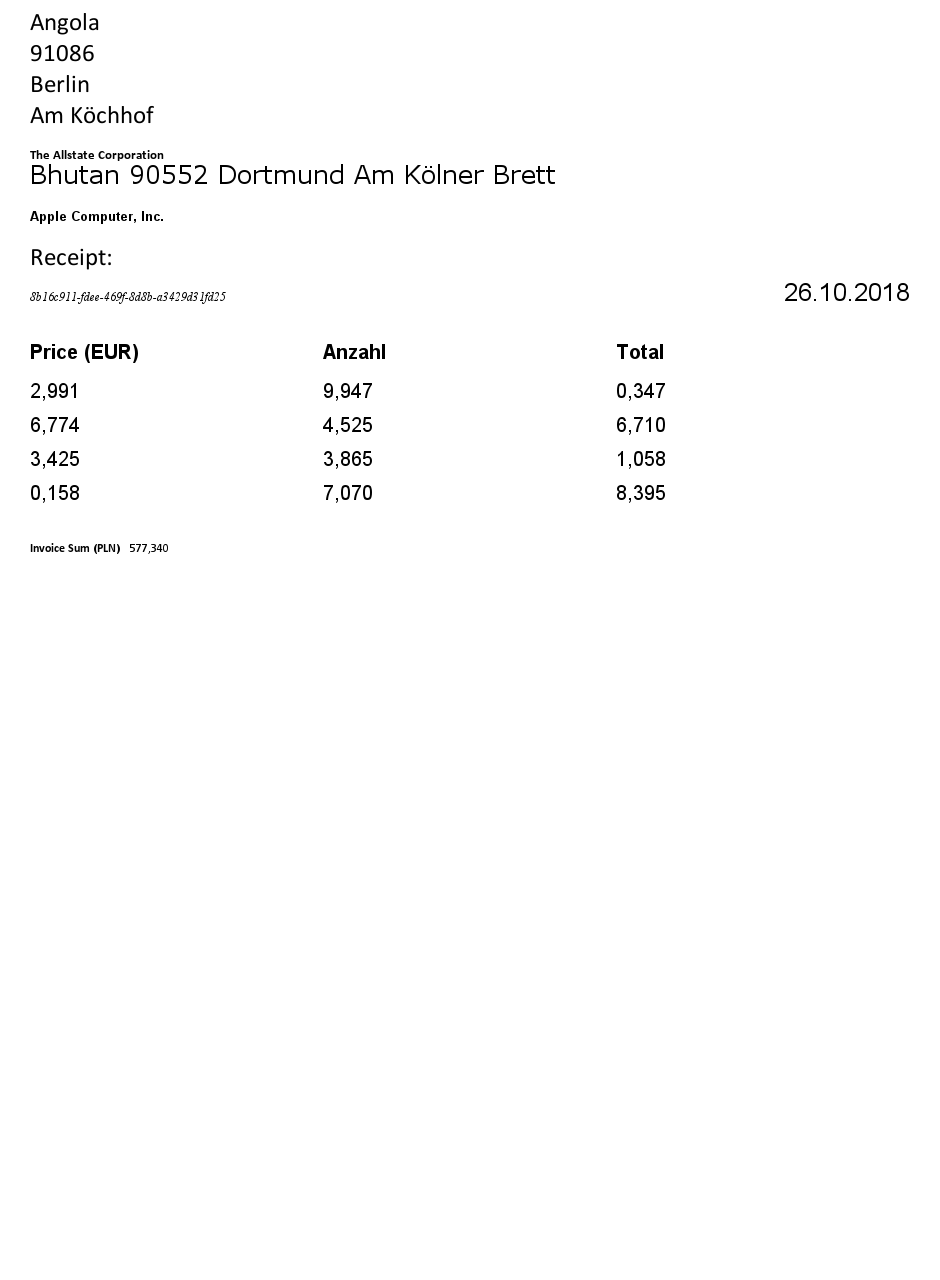 Angola
91086
Berlin
Am Köchhof
The Allstate Corporation
Bhutan 90552 Dortmund Am Kölner Brett
Apple Computer, Inc.
Receipt:
8b16c911-fdee-469f-8d8b-a3429d31fd25
26.10.2018
Price (EUR) Anzahl Total
2,991 9,947 0,347
6,774 4,525 6,710
3,425 3,865 1,058
0,158 7,070 8,395
Invoice Sum (PLN) 577,340